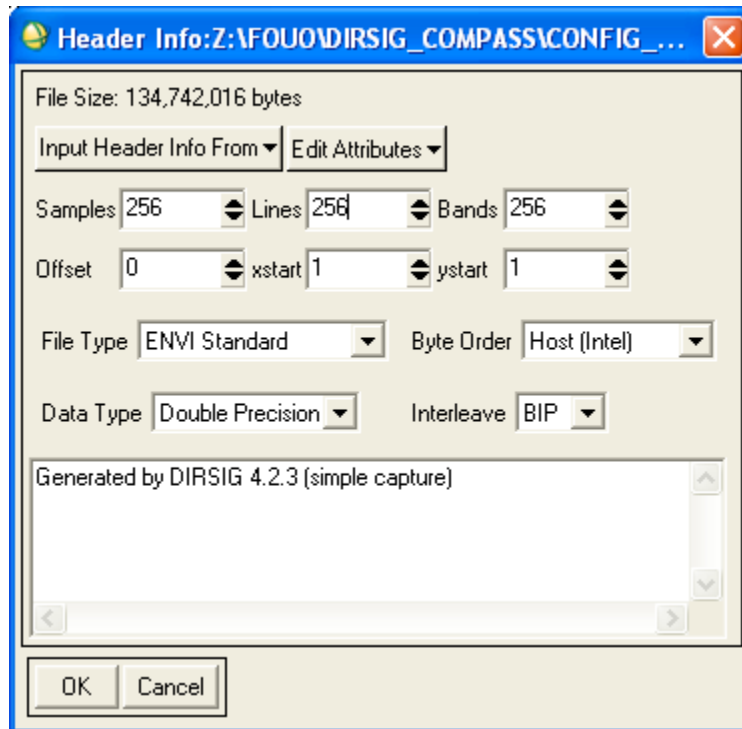 Header Info:Z:\FOUO\DIRSIG_COMPASS\CONFIG_...
File Size: 134,742,016 bytes
Input Header Info From Edit Attributes
Samples 256 Lines 256 Bands 256
Offset 0 xstart 1 ystart 1
File Type ENVI Standard Byte Order Host (Intel)
Data Type Double Precision Interleave BIP
Generated by DIRSIG 4.2.3 (simple capture)
OK Cancel